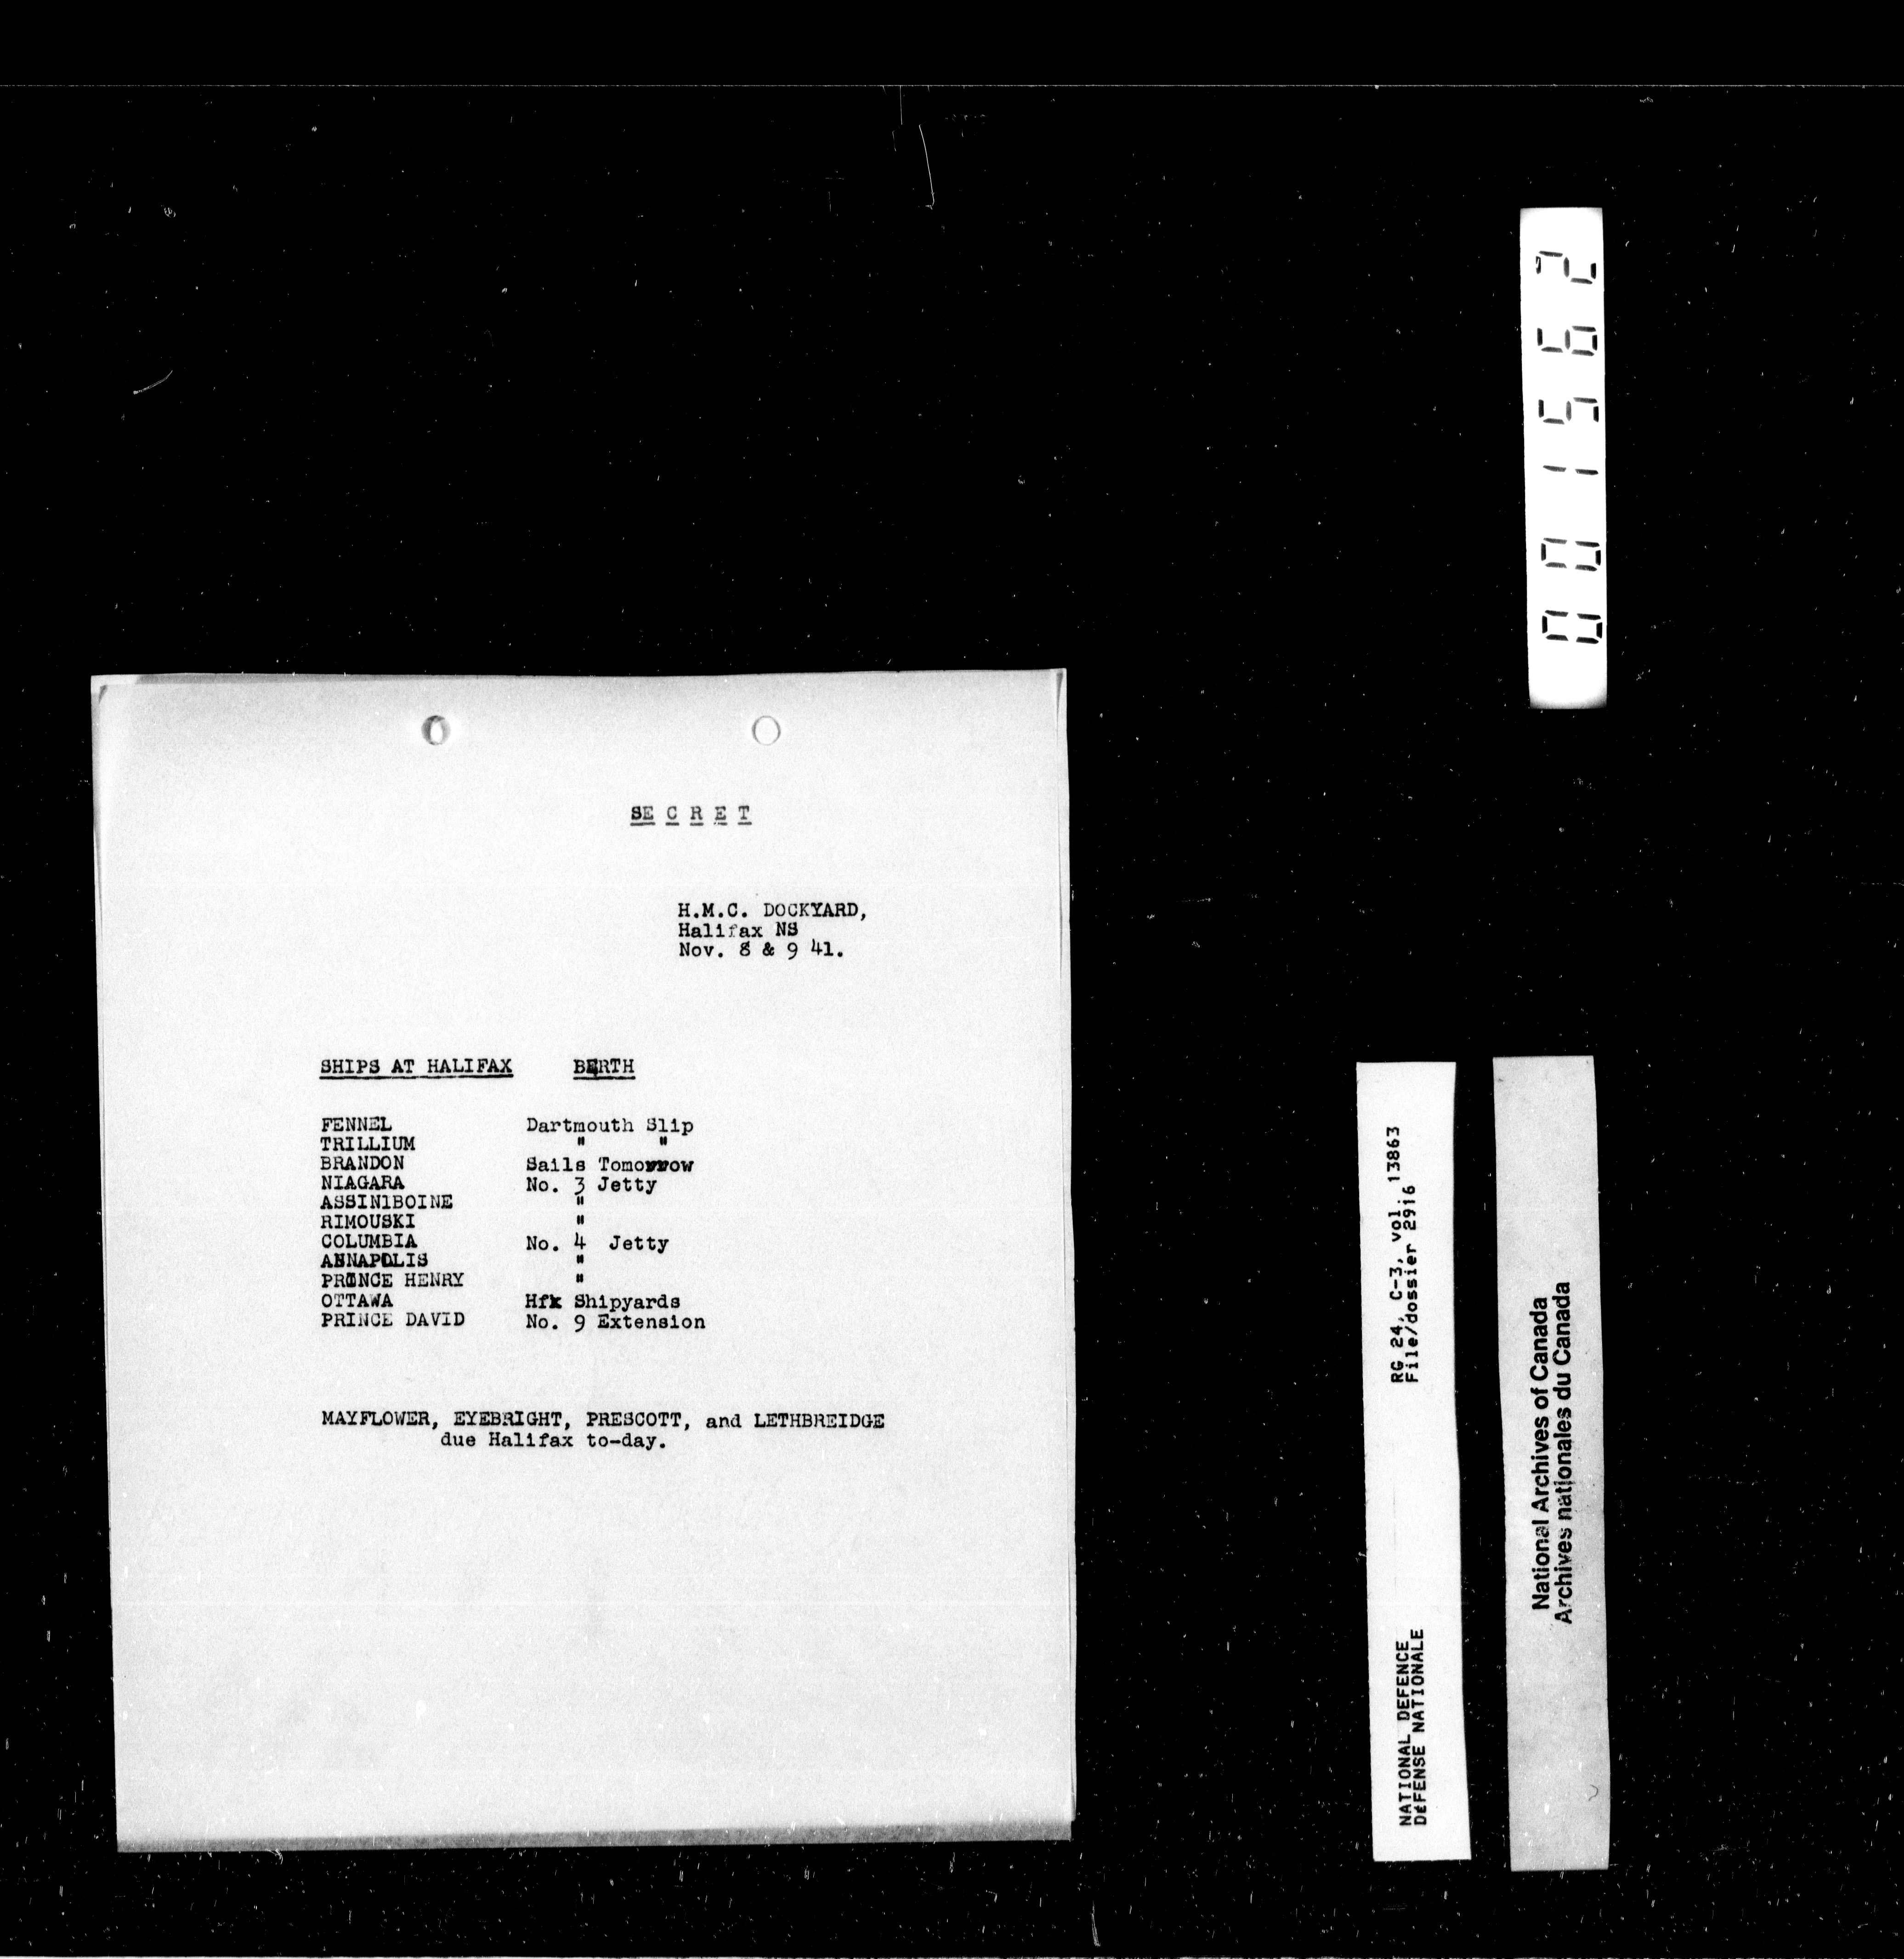 SE C R E T
H.M.C. DOCKYARD,
Halifax NS
Nov. 8 & 9 41.
SHIPS AT HALIFAX BERTH
FENNEL Dartmouth Slip
TRILLIUM " "
BRANDON Sails Tomorrow
NIAGARA No. 3 Jetty
ASSINIBOINE "
RIMOUSKI "
COLUMBIA No. 4 Jetty
ANNAPOLIS "
PRINCE HENRY "
OTTAWA Hfx Shipyards
PRINCE DAVID No. 9 Extension
MAYFLOWER, EYEBRIGHT, PRESCOTT, and LETHBREIDGE
due Halifax to-day.
001562
RG 24, C-3, vol. 13863
File/dossier 2916
NATIONAL DEFENCE
DÉFENSE NATIONALE
National Archives of Canada
Archives nationales du Canada